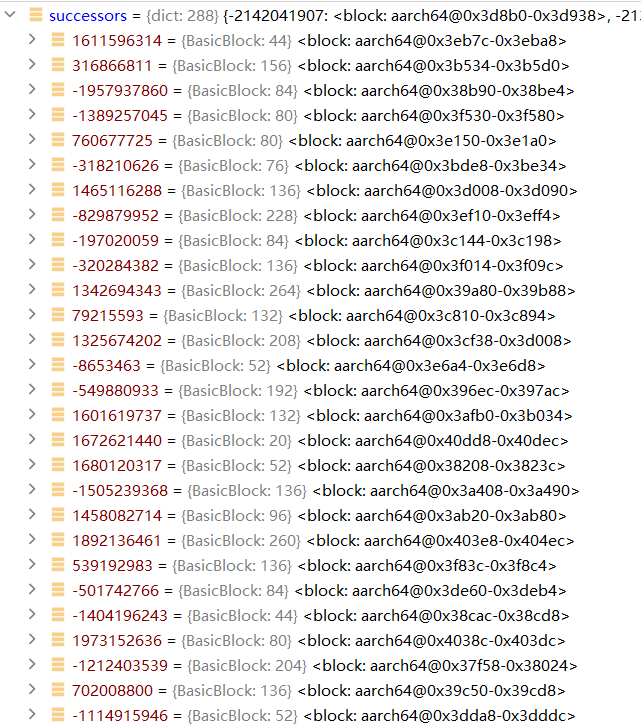 successors = {dict: 288} {-2142041907: <block: aarch64@0x3d8b0-0x3d938>, -213
1611596314 = {BasicBlock: 44} <block: aarch64@0x3eb7c-0x3eba8>
316866811 = {BasicBlock: 156} <block: aarch64@0x3b534-0x3b5d0>
-1957937860 = {BasicBlock: 84} <block: aarch64@0x38b90-0x38be4>
-1389257045 = {BasicBlock: 80} <block: aarch64@0x3f530-0x3f580>
760677725 = {BasicBlock: 80} <block: aarch64@0x3e150-0x3e1a0>
-318210626 = {BasicBlock: 76} <block: aarch64@0x3bde8-0x3be34>
1465116288 = {BasicBlock: 136} <block: aarch64@0x3d008-0x3d090>
-829879952 = {BasicBlock: 228} <block: aarch64@0x3ef10-0x3eff4>
-197020059 = {BasicBlock: 84} <block: aarch64@0x3c144-0x3c198>
-320284382 = {BasicBlock: 136} <block: aarch64@0x3f014-0x3f09c>
1342694343 = {BasicBlock: 264} <block: aarch64@0x39a80-0x39b88>
79215593 = {BasicBlock: 132} <block: aarch64@0x3c810-0x3c894>
1325674202 = {BasicBlock: 208} <block: aarch64@0x3cf38-0x3d008>
-8653463 = {BasicBlock: 52} <block: aarch64@0x3e6a4-0x3e6d8>
-549880933 = {BasicBlock: 192} <block: aarch64@0x396ec-0x397ac>
1601619737 = {BasicBlock: 132} <block: aarch64@0x3afb0-0x3b034>
1672621440 = {BasicBlock: 20} <block: aarch64@0x40dd8-0x40dec>
1680120317 = {BasicBlock: 52} <block: aarch64@0x38208-0x3823c>
-1505239368 = {BasicBlock: 136} <block: aarch64@0x3a408-0x3a490>
1458082714 = {BasicBlock: 96} <block: aarch64@0x3ab20-0x3ab80>
1892136461 = {BasicBlock: 260} <block: aarch64@0x403e8-0x404ec>
539192983 = {BasicBlock: 136} <block: aarch64@0x3f83c-0x3f8c4>
-501742766 = {BasicBlock: 84} <block: aarch64@0x3de60-0x3deb4>
-1404196243 = {BasicBlock: 44} <block: aarch64@0x38cac-0x38cd8>
1973152636 = {BasicBlock: 80} <block: aarch64@0x4038c-0x403dc>
-1212403539 = {BasicBlock: 204} <block: aarch64@0x37f58-0x38024>
702008800 = {BasicBlock: 136} <block: aarch64@0x39c50-0x39cd8>
-1114915946 = {BasicBlock: 52} <block: aarch64@0x3dda8-0x3dddc>